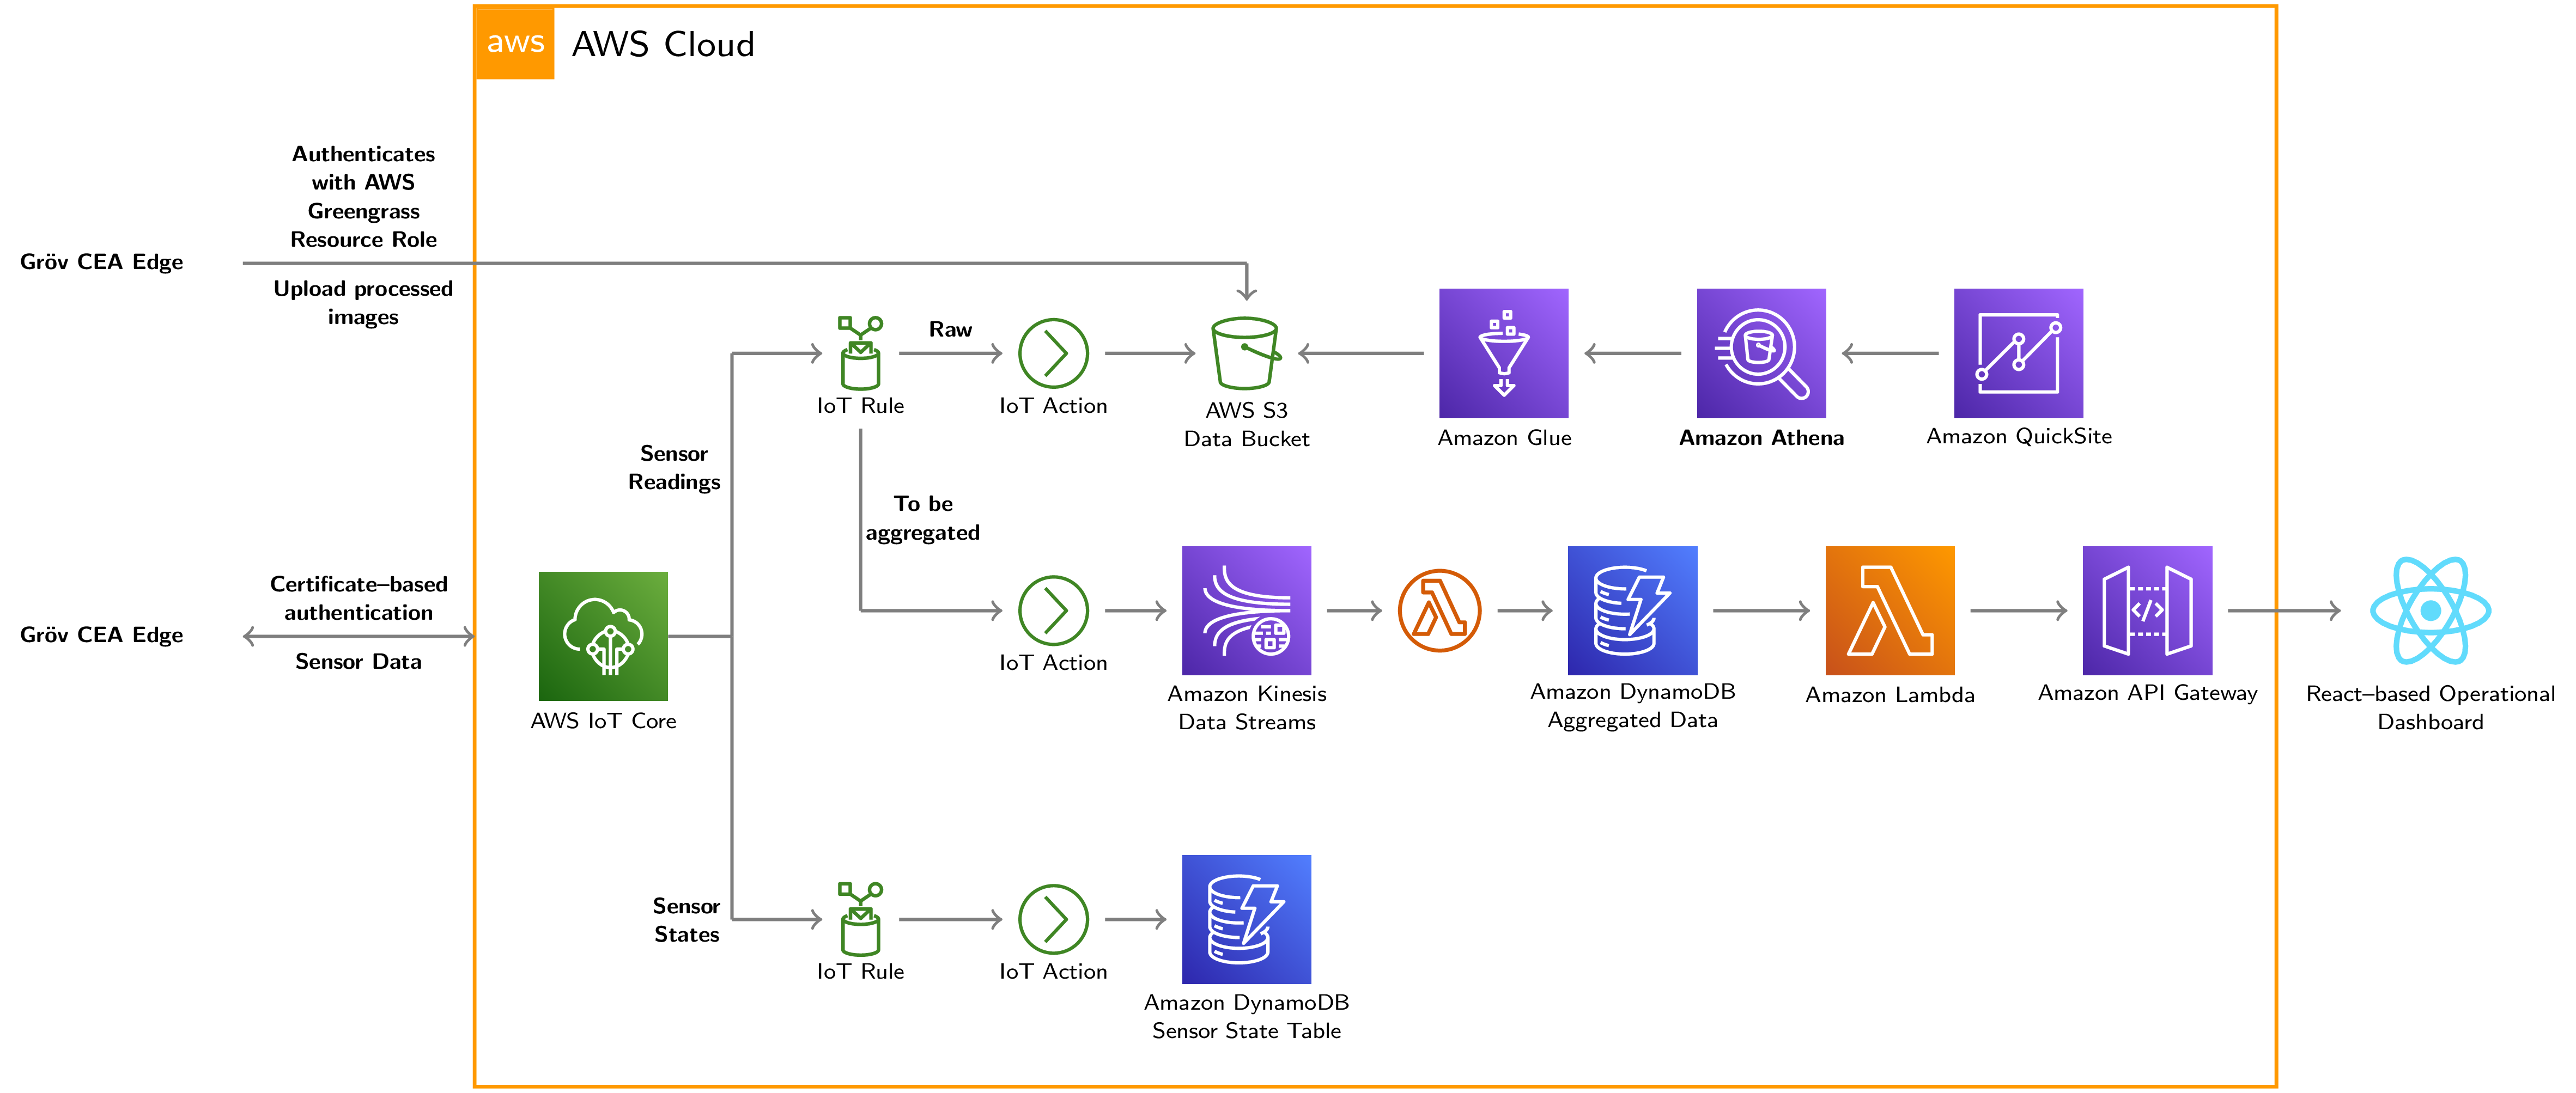 aws
AWS Cloud
Authenticates
with AWS
Greengrass
Resource Role
Gröv CEA Edge
Upload processed
images
Raw
IoT Rule
IoT Action
AWS S3
Data Bucket
Amazon Glue
Amazon Athena
Amazon QuickSite
Sensor
Readings
To be
aggregated
Certificate–based
authentication
Gröv CEA Edge
Sensor Data
AWS IoT Core
IoT Action
Amazon Kinesis
Data Streams
Amazon DynamoDB
Aggregated Data
Amazon Lambda
Amazon API Gateway
React–based Operational
Dashboard
Sensor
States
IoT Rule
IoT Action
Amazon DynamoDB
Sensor State Table